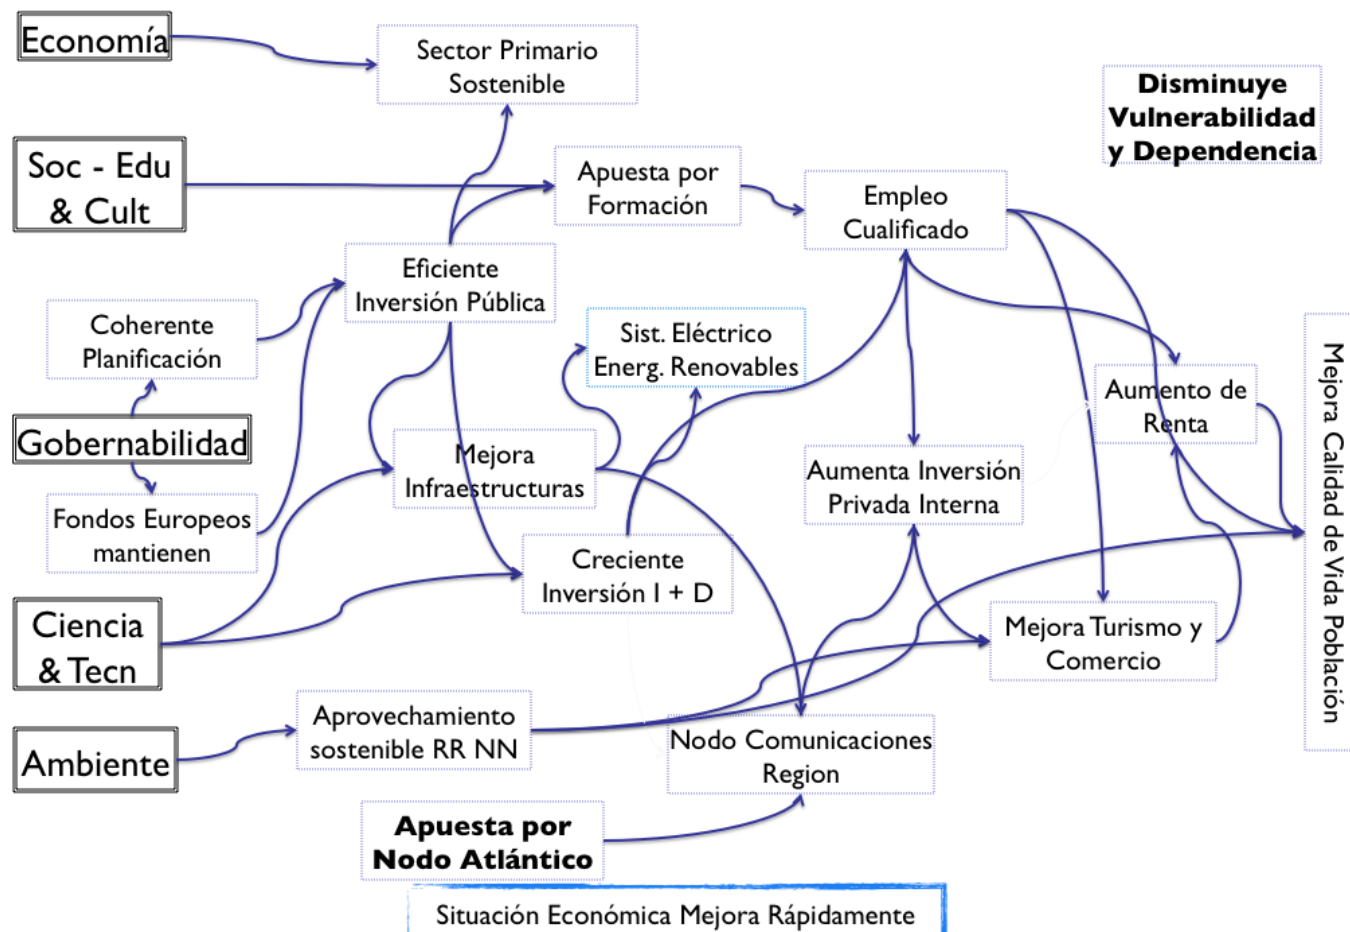 Economía
Sector Primario
Sostenible
Disminuye
Vulnerabilidad
y Dependencia
Soc - Edu
& Cult
Apuesta por
Formación
Empleo
Cualificado
Eficiente
Inversión Pública
Coherente
Planificación
Sist. Eléctrico
Energ. Renovables
Mejora Calidad de Vida Población
Aumento de
Renta
Gobernabilidad
Mejora
Infraestructuras
Aumenta Inversión
Privada Interna
Fondos Europeos
mantienen
Creciente
Inversión I + D
Ciencia
& Tecn
Mejora Turismo y
Comercio
Aprovechamiento
sostenible RR NN
Ambiente
Nodo Comunicaciones
Region
Apuesta por
Nodo Atlántico
Situación Económica Mejora Rápidamente